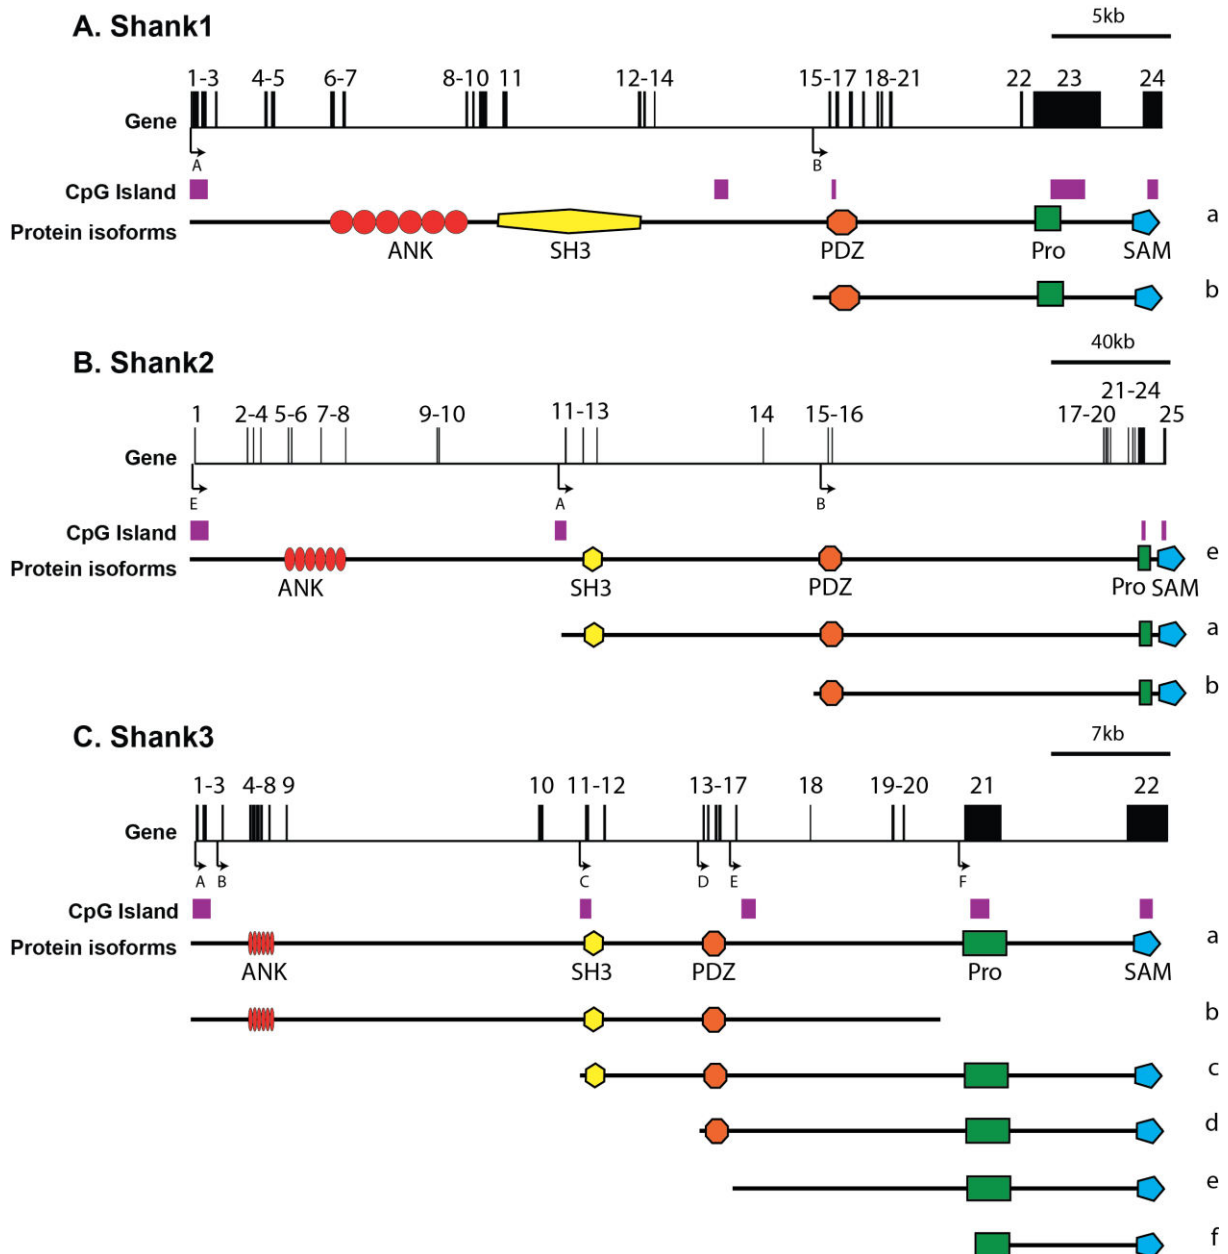 A. Shank1
5kb
1-3 4-5 6-7 8-10 11 12-14 15-17 18-21 22 23 24
Gene
A B
CpG Island
Protein isoforms a
ANK SH3 PDZ Pro SAM
b
B. Shank2
40kb
21-24
1 2-4 5-6 7-8 9-10 11-13 14 15-16 17-20 25
Gene
E A B
CpG Island
Protein isoforms e
ANK SH3 PDZ Pro SAM
a
b
C. Shank3
7kb
1-3 4-8 9 10 11-12 13-17 18 19-20 21 22
Gene
A B C D E F
CpG Island
Protein isoforms a
ANK SH3 PDZ Pro SAM
b
c
d
e
f